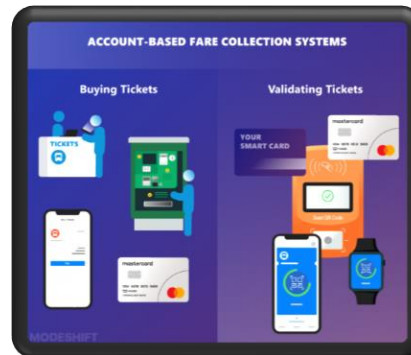 ACCOUNT-BASED FARE COLLECTION SYSTEMS
Buying Tickets
Validating Tickets
TICKETS
mastercard
YOUR
SMART CARD
mastercard
MODESHIFT